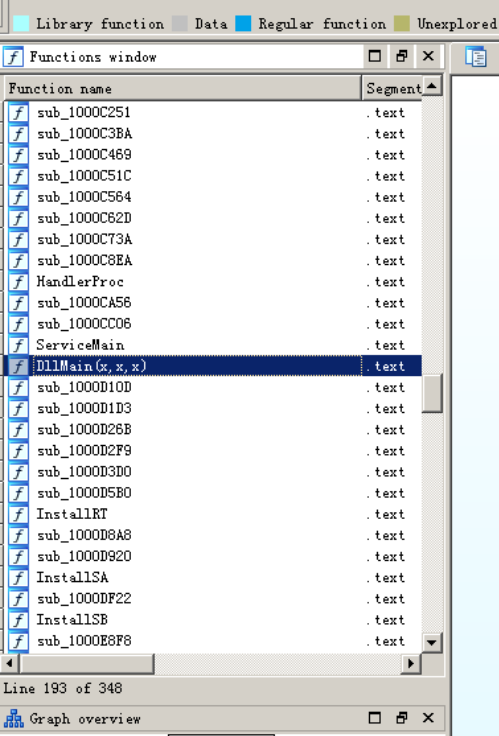 Library function Data Regular function Unexplored
f Functions window
Function name Segment
f sub_1000C251 .text
f sub_1000C3BA .text
f sub_1000C469 .text
f sub_1000C51C .text
f sub_1000C564 .text
f sub_1000C62D .text
f sub_1000C73A .text
f sub_1000C8EA .text
f HandlerProc .text
f sub_1000CA56 .text
f sub_1000CC06 .text
f ServiceMain .text
f DllMain(x,x,x) .text
f sub_1000D10D .text
f sub_1000D1D3 .text
f sub_1000D26B .text
f sub_1000D2F9 .text
f sub_1000D3D0 .text
f sub_1000D5B0 .text
f InstallRT .text
f sub_1000D8A8 .text
f sub_1000D920 .text
f InstallSA .text
f sub_1000DF22 .text
f InstallSB .text
f sub_1000E8F8 .text
Line 193 of 348
Graph overview